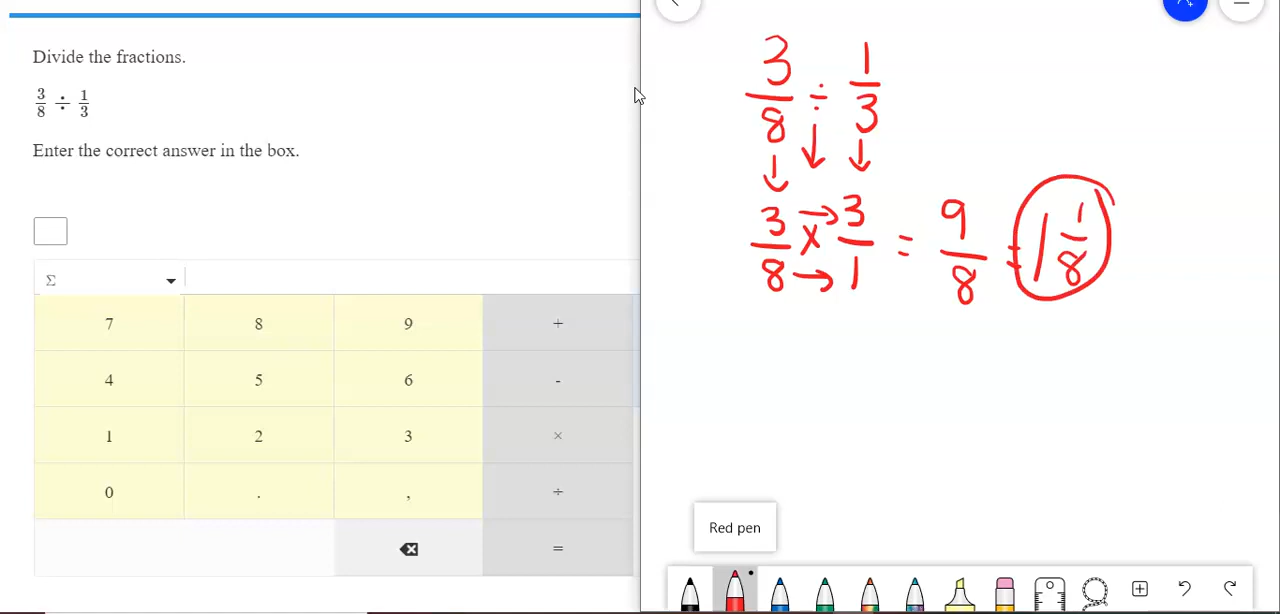 Divide the fractions.
3/8 ÷ 1/3
Enter the correct answer in the box.
Σ
7 8 9 +
4 5 6 -
1 2 3 ×
0 . , ÷
=
3/8 ÷ 1/3
↓ ↓ ↓
3/8 × 3/1 = 9/8 = 1 1/8
Red pen